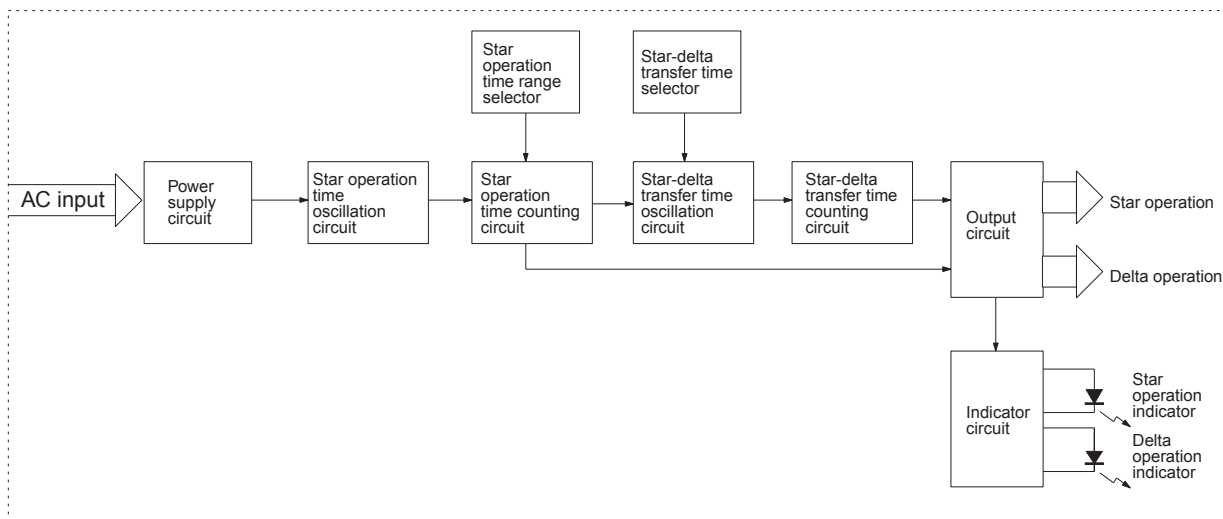 Star
operation
time range
selector
Star-delta
transfer time
selector
AC input
Power
supply
circuit
Star operation
time
oscillation
circuit
Star
operation
time counting
circuit
Star-delta
transfer time
oscillation
circuit
Star-delta
transfer time
counting
circuit
Output
circuit
Star operation
Delta operation
Indicator
circuit
Star
operation
indicator
Delta
operation
indicator